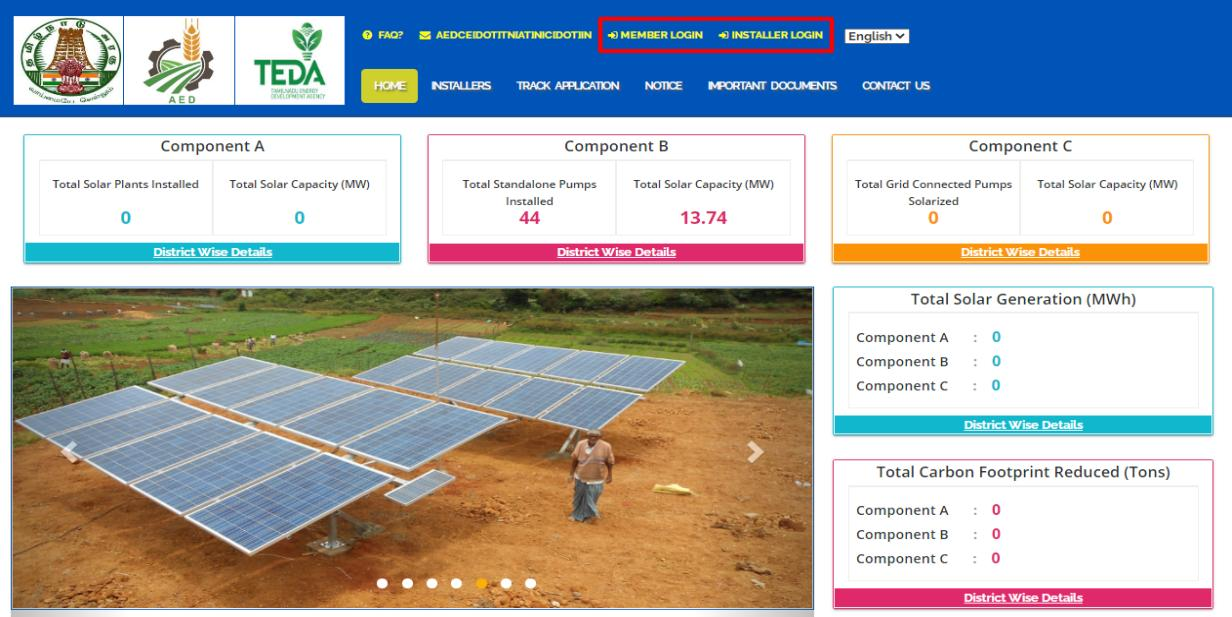 FAQ?
AEDCEIDOTITNIATINICIDOTIIN
MEMBER LOGIN
INSTALLER LOGIN
English
TEDA
TAMILNADU ENERGY
DEVELOPMENT AGENCY
AED
HOME
INSTALLERS
TRACK APPLICATION
NOTICE
IMPORTANT DOCUMENTS
CONTACT US
Component A
Total Solar Plants Installed
0
Total Solar Capacity (MW)
0
District Wise Details
Component B
Total Standalone Pumps
Installed
44
Total Solar Capacity (MW)
13.74
District Wise Details
Component C
Total Grid Connected Pumps
Solarized
0
Total Solar Capacity (MW)
0
District Wise Details
Total Solar Generation (MWh)
Component A : 0
Component B : 0
Component C : 0
District Wise Details
Total Carbon Footprint Reduced (Tons)
Component A : 0
Component B : 0
Component C : 0
District Wise Details